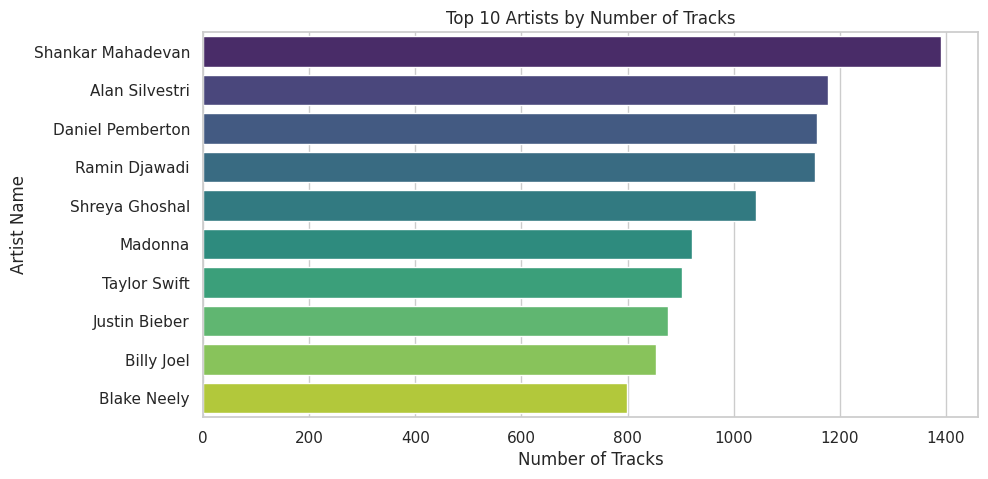 Top 10 Artists by Number of Tracks
Artist Name
Shankar Mahadevan
Alan Silvestri
Daniel Pemberton
Ramin Djawadi
Shreya Ghoshal
Madonna
Taylor Swift
Justin Bieber
Billy Joel
Blake Neely
0 200 400 600 800 1000 1200 1400
Number of Tracks